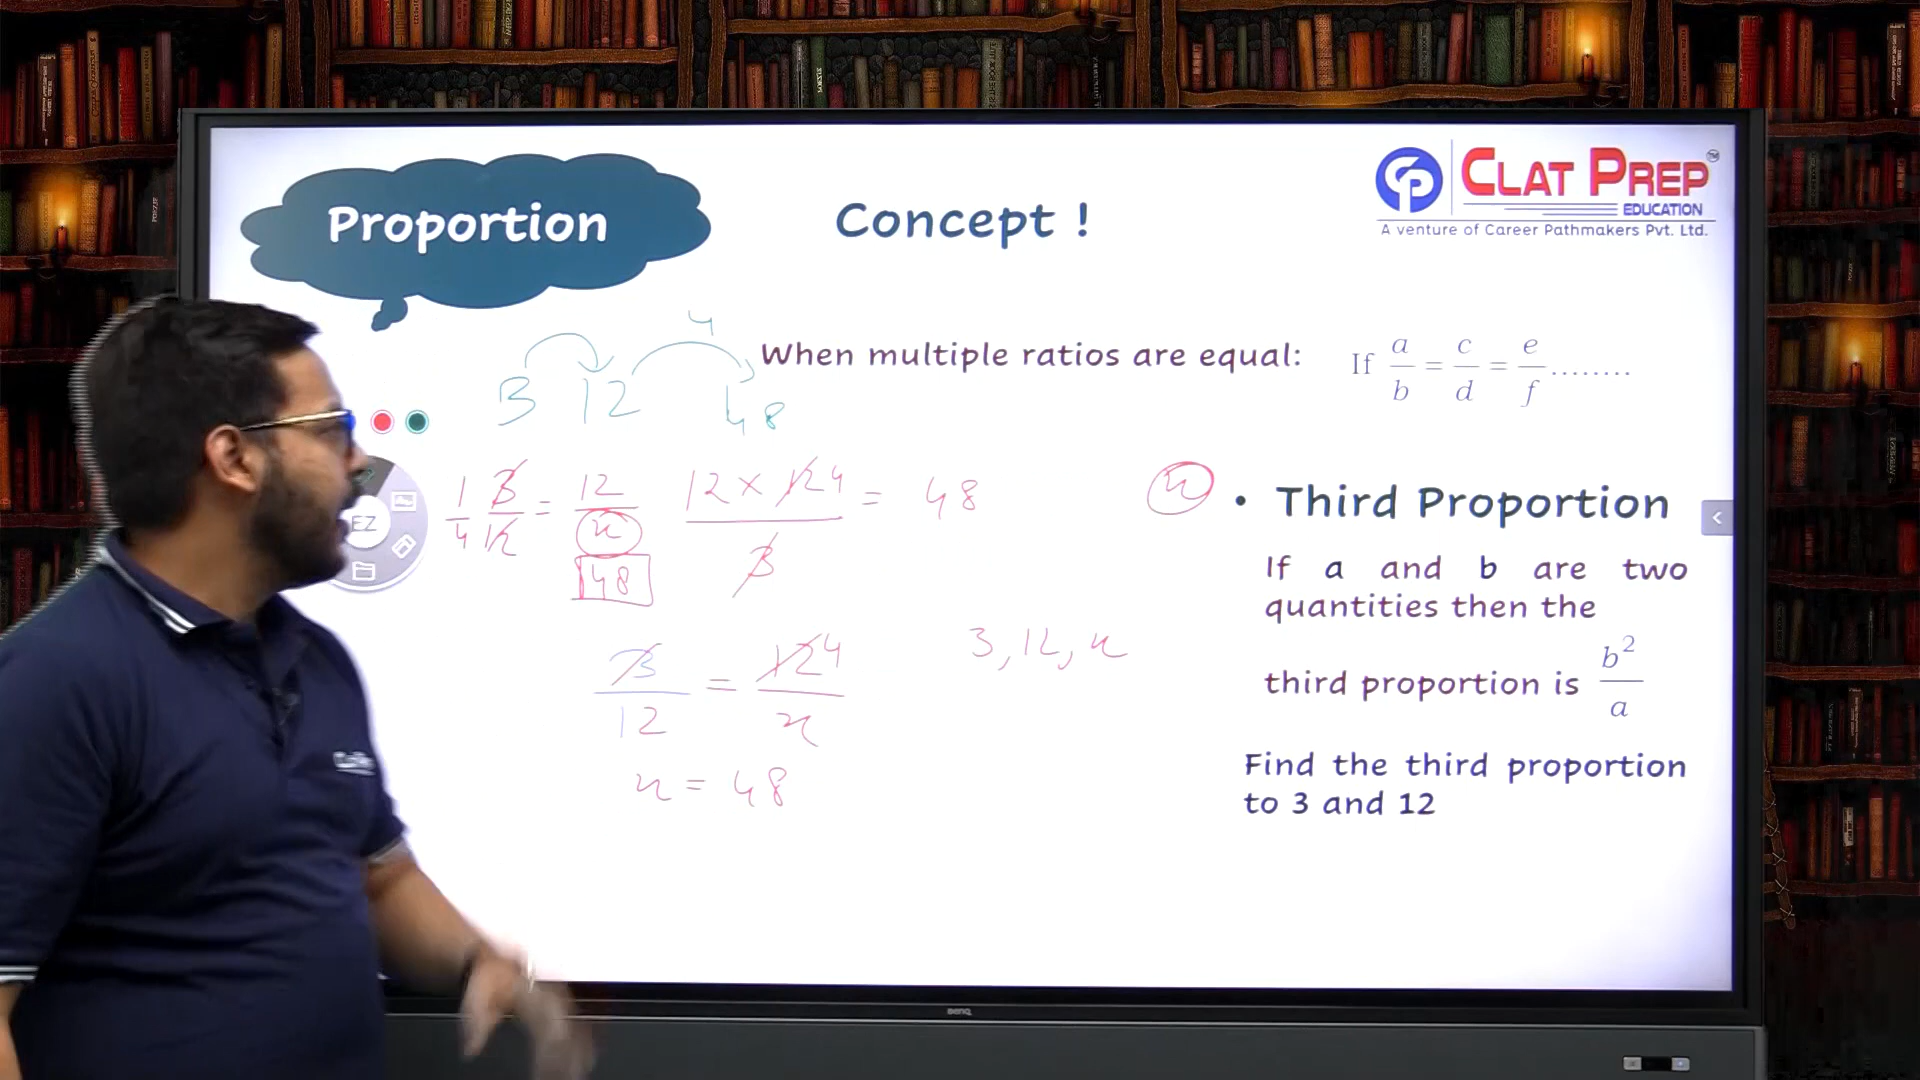 Proportion
Concept !
CLAT PREP
TM
EDUCATION
A venture of Career Pathmakers Pvt. Ltd.
4
3 12 48
When multiple ratios are equal: If a/b = c/d = e/f ........
1/4 3/12 = 12/x 12 × 12 4 / 3 = 48
48
EZ
x
• Third Proportion
If a and b are two
quantities then the
third proportion is b²/a
3/12 = 12 4/x
3, 12, x
x = 48
Find the third proportion
to 3 and 12
BenQ